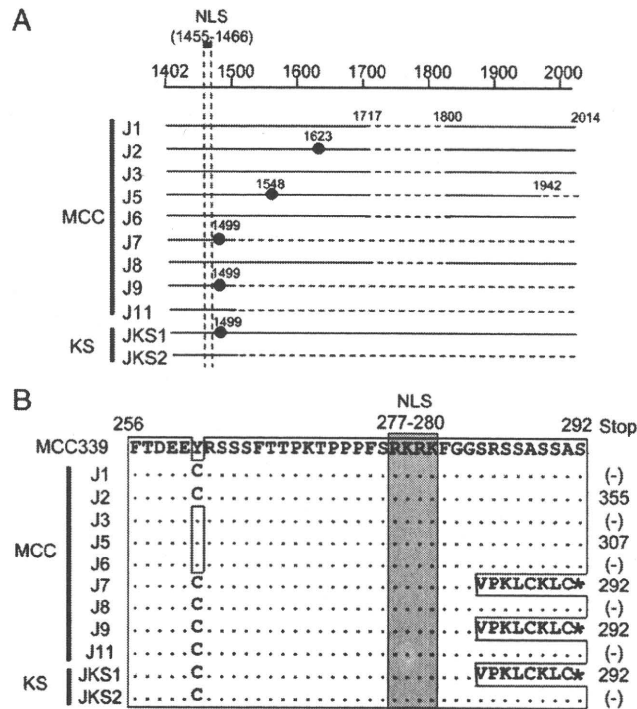 A
NLS
(1455-1466)
1402 1500 1600 1700 1800 1900 2000
MCC
J1 1717 1800 2014
J2 1623
J3
J5 1548 1942
J6
J7 1499
J8
J9 1499
J11
KS
JKS1 1499
JKS2
B
NLS
256 277-280 292 Stop
MCC339 FTDEEYRSSSFTTPKTPPPFSRKRKFGGSRSSASSAS
MCC
J1 C (-)
J2 C 355
J3 (-)
J5 307
J6 (-)
J7 C VPKLCKLC* 292
J8 C (-)
J9 C VPKLCKLC* 292
J11 C (-)
KS
JKS1 C VPKLCKLC* 292
JKS2 C (-)